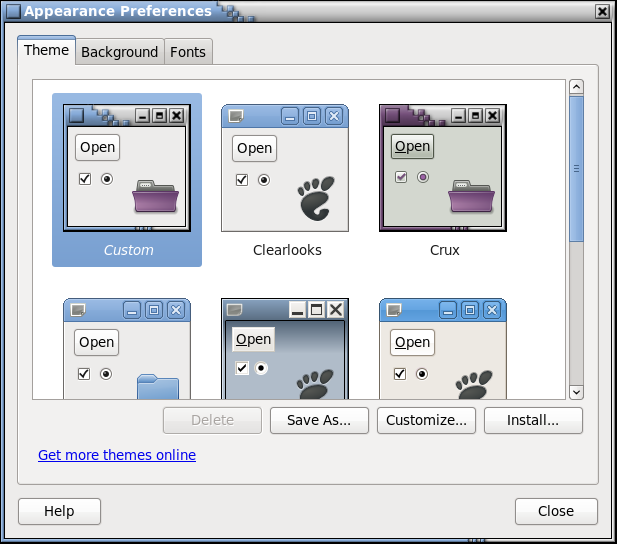 Appearance Preferences
Theme Background Fonts
Open Open Open
Custom Clearlooks Crux
Open Open Open
Delete Save As... Customize... Install...
Get more themes online
Help Close